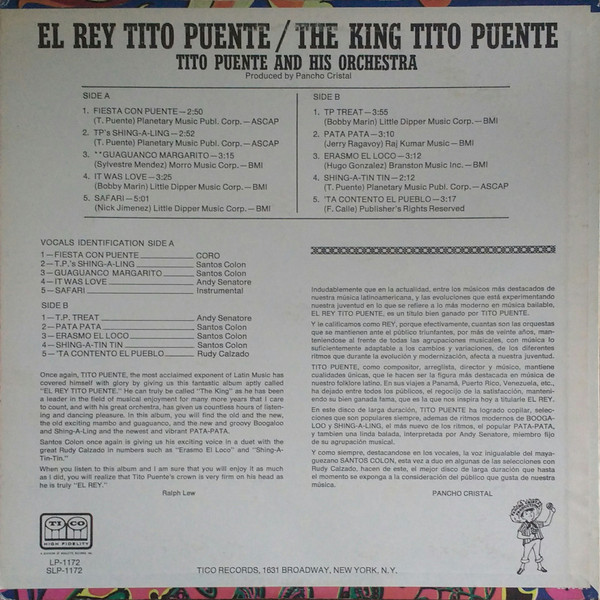 EL REY TITO PUENTE / THE KING TITO PUENTE
TITO PUENTE AND HIS ORCHESTRA
Produced by Pancho Cristal
SIDE A
1. FIESTA CON PUENTE—2:50
(T. Puente) Planetary Music Publ. Corp.—ASCAP
2. TP's SHING-A-LING—2:52
(T. Puente) Planetary Music Publ. Corp.—ASCAP
3. **GUAGUANCO MARGARITO—3:15
(Sylvestre Mendez) Morro Music Corp.—BMI
4. IT WAS LOVE—3:25
(Bobby Marin) Little Dipper Music Corp.—BMI
5. SAFARI—5:01
(Nick Jimenez) Little Dipper Music Corp.—BMI
SIDE B
1. TP TREAT—3:55
(Bobby Marin) Little Dipper Music Corp.—BMI
2. PATA PATA—3:10
(Jerry Ragavoy) Raj Kumar Music—BMI
3. ERASMO EL LOCO—3:12
(Hugo Gonzalez) Branston Music Inc.—BMI
4. SHING-A-TIN TIN—2:12
(T. Puente) Planetary Music Publ. Corp.—ASCAP
5. 'TA CONTENTO EL PUEBLO—3:17
(F. Calle) Publisher's Rights Reserved
VOCALS IDENTIFICATION SIDE A
1—FIESTA CON PUENTE CORO
2—T.P.'s SHING-A-LING Santos Colon
3—GUAGUANCO MARGARITO Santos Colon
4—IT WAS LOVE Andy Senatore
5—SAFARI Instrumental
SIDE B
1—T.P. TREAT Andy Senatore
2—PATA PATA Santos Colon
3—ERASMO EL LOCO Santos Colon
4—SHING-A-TIN TIN Santos Colon
5—'TA CONTENTO EL PUEBLO Rudy Calzado
Once again, TITO PUENTE, the most acclaimed exponent of Latin Music has
covered himself with glory by giving us this fantastic album aptly called
"EL REY TITO PUENTE." He can truly be called "The King" as he has been
a leader in the field of musical enjoyment for many more years that I care
to count, and with his great orchestra, has given us countless hours of listen-
ing and dancing pleasure. In this album, you will find the old and the new,
the old exciting mambo and guaguanco, and the new and groovy Boogaloo
and Shing-A-Ling and the newest and vibrant PATA-PATA.
Santos Colon once again is giving us his exciting voice in a duet with the
great Rudy Calzado in numbers such as "Erasmo El Loco" and "Shing-A-
Tin-Tin."
When you listen to this album and I am sure that you will enjoy it as much
as I did, you will realize that Tito Puente's crown is very firm on his head as
he is truly "EL REY."
Ralph Lew
Indudablemente que en la actualidad, entre los músicos más destacados de
nuestra música latinoamericana, y las evoluciones que está experimentando
nuestra juventud en lo que se refiere a lo más moderno en música bailable,
EL REY TITO PUENTE, es un título bien ganado por TITO PUENTE.
Y le calificamos como REY, porque efectivamente, cuantas son las orquestas
que se mantienen ante el público triunfantes, por más de veinte años, man-
teniendose al frente de todas las agrupaciones musicales, con música lo
suficientemente adaptable a los cambios y variaciones, de los diferentes
ritmos que durante la evolución y modernización, afecta a nuestra juventud.
TITO PUENTE, como compositor, arreglista, director y músico, mantiene
cualidades únicas, que le hacen ser la figura más destacada en música de
nuestro folklore latino. En sus viajes a Panamá, Puerto Rico, Venezuela, etc.,
ha dejado entre todos los públicos, el regocijo de la satisfacción, mantenien-
do su bien ganada fama, que es la que nos inspira hoy a titularle EL REY.
En este disco de larga duración, TITO PUENTE ha logrado copilar, selec-
ciones que son populares siempre, ademas de ritmos modernos de BOOGA-
LOO y SHING-A-LING, el más nuevo de los ritmos, el popular PATA-PATA,
y tambien una linda balada, interpretada por Andy Senatore, miembro fijo
de su agrupación musical.
Y como siempre, destacandose en los vocales, la voz inigualable del maya-
guezano SANTOS COLON, esta vez a duo en algunas de las selecciones con
Rudy Calzado, hacen de este, el mejor disco de larga duración que hasta
el momento se exponga a la consideración del público que gusta de nuestra
música.
PANCHO CRISTAL
TICO
HIGH FIDELITY
LP-1172
SLP-1172
TICO RECORDS, 1631 BROADWAY, NEW YORK, N.Y.